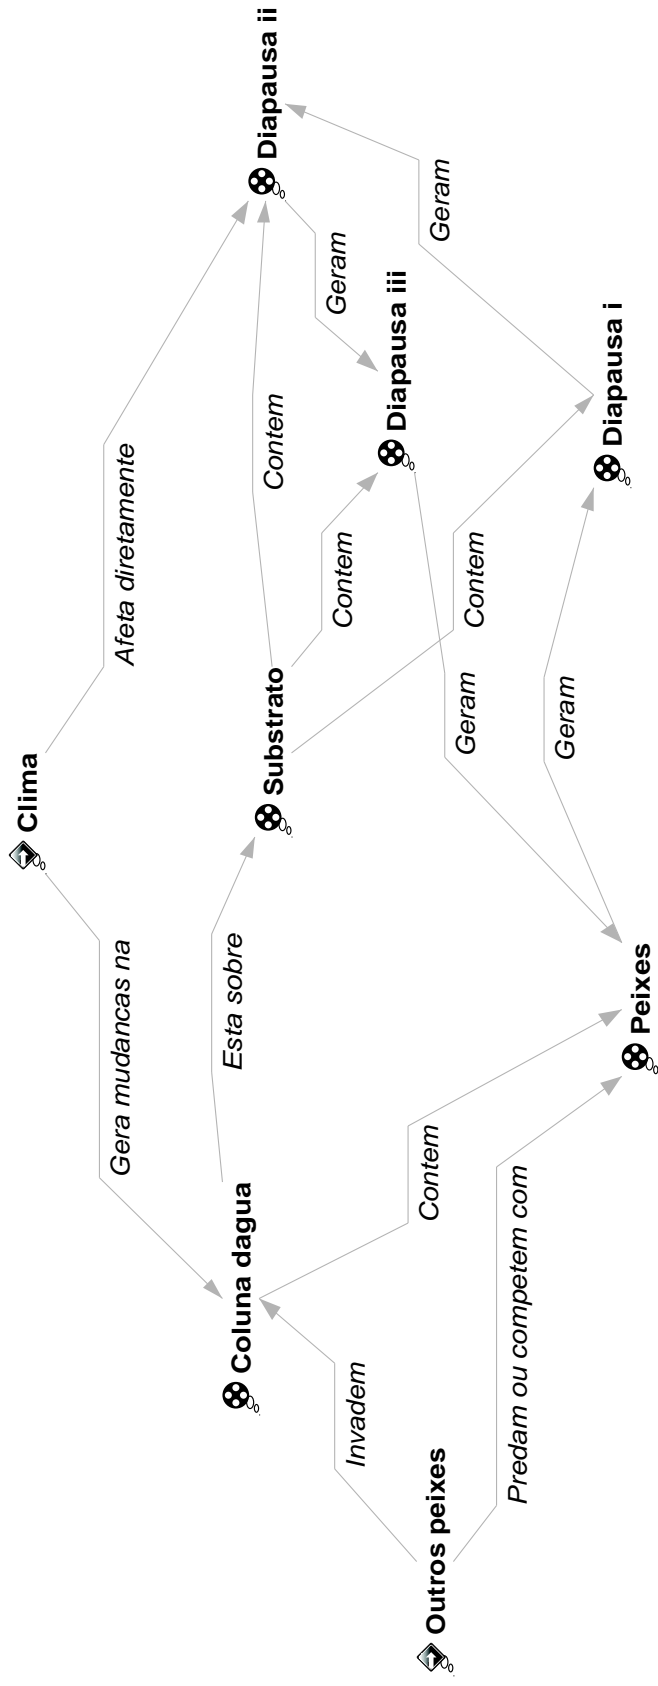 Clima
Gera mudancas na
Afeta diretamente
Coluna dagua
Esta sobre
Substrato
Contem
Diapausa ii
Geram
Contem
Diapausa iii
Invadem
Contem
Geram
Contem
Geram
Outros peixes
Predam ou competem com
Geram
Diapausa i
Peixes